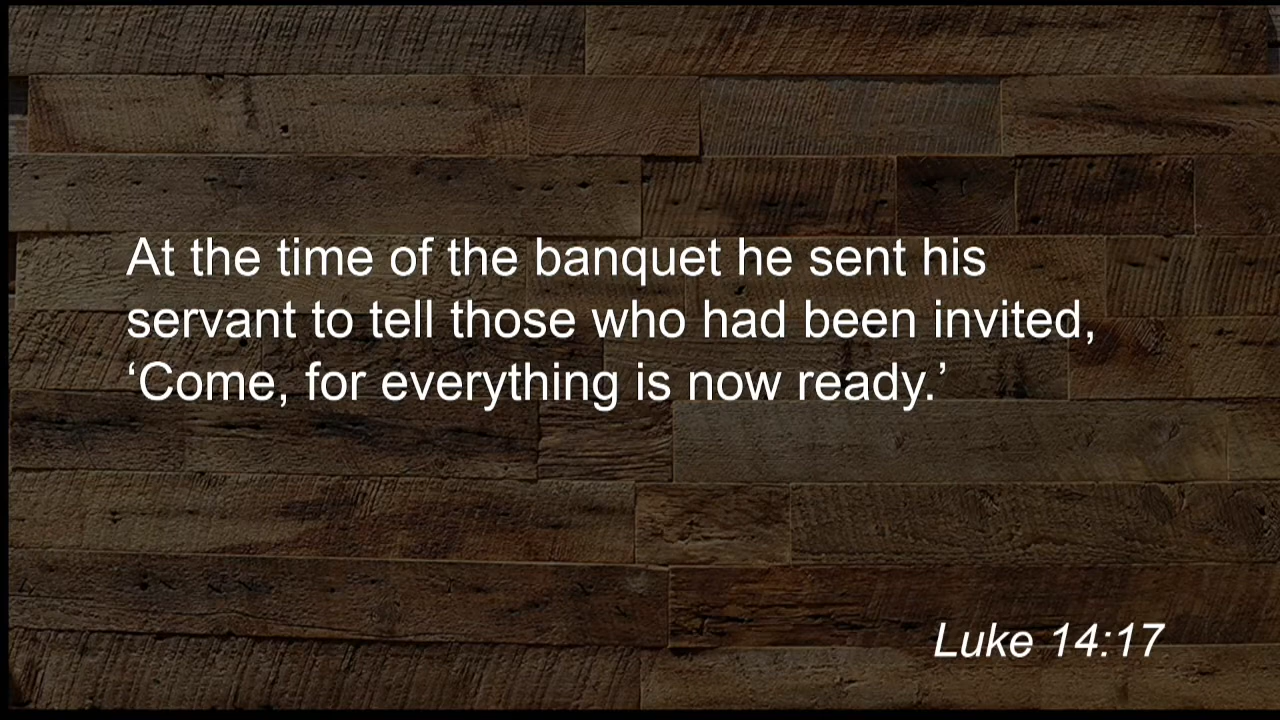 At the time of the banquet he sent his
servant to tell those who had been invited,
‘Come, for everything is now ready.’
Luke 14:17